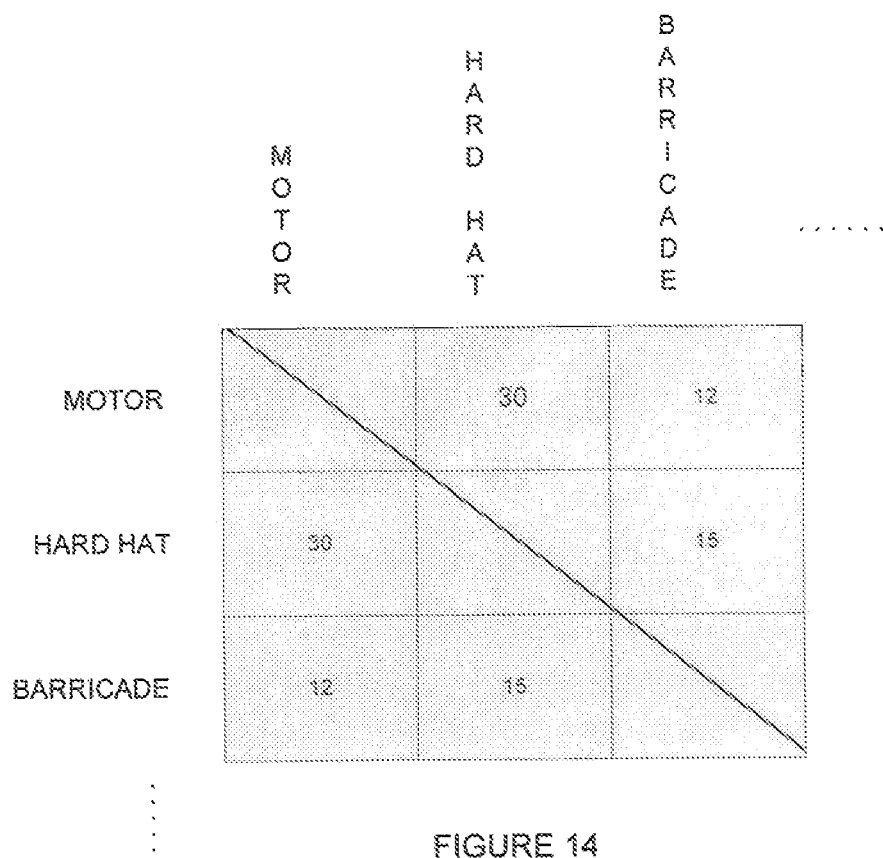 MOTOR
HARD HAT
BARRICADE
MOTOR 30 12
HARD HAT 30 15
BARRICADE 12 15
FIGURE 14